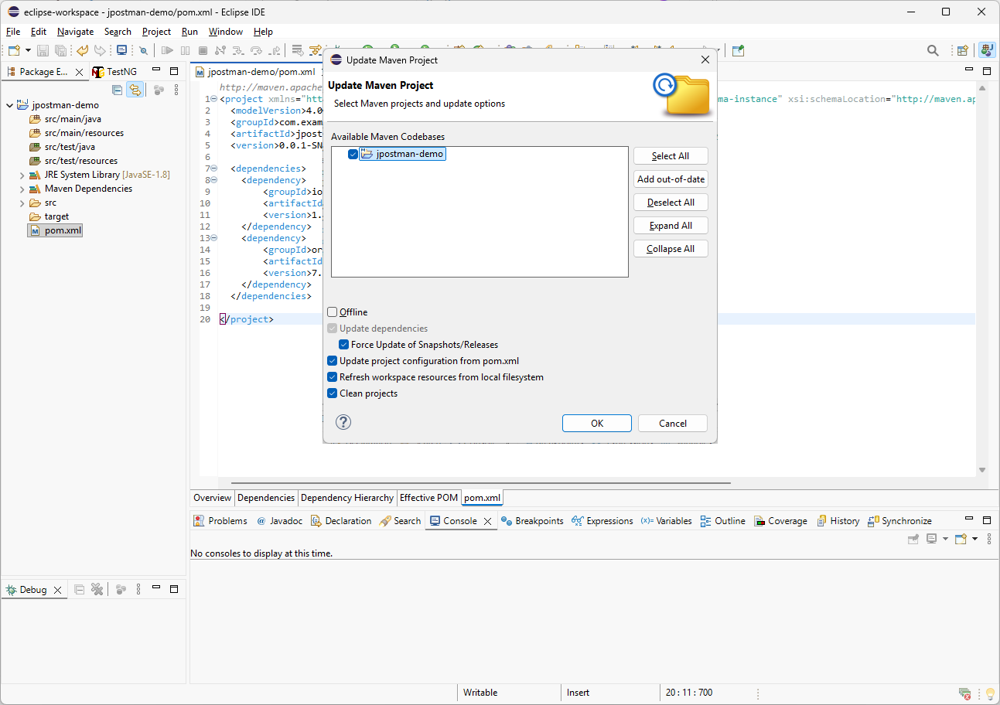 eclipse-workspace - jpostman-demo/pom.xml - Eclipse IDE
File Edit Navigate Search Project Run Window Help
Package E... TestNG
jpostman-demo
src/main/java
src/main/resources
src/test/java
src/test/resources
JRE System Library [JavaSE-1.8]
Maven Dependencies
src
target
pom.xml
jpostman-demo/pom.xml
http://maven.apache
1 <project xmlns="htt ma-instance" xsi:schemaLocation="http://maven.ap
2 <modelVersion>4.0
3 <groupId>com.exam
4 <artifactId>jpost
5 <version>0.0.1-SN
6
7 <dependencies>
8 <dependency>
9 <groupId>io
10 <artifactId
11 <version>1.
12 </dependency>
13 <dependency>
14 <groupId>or
15 <artifactId
16 <version>7.
17 </dependency>
18 </dependencies>
19
20 </project>
Update Maven Project
Update Maven Project
Select Maven projects and update options
Available Maven Codebases
jpostman-demo
Select All
Add out-of-date
Deselect All
Expand All
Collapse All
Offline
Update dependencies
Force Update of Snapshots/Releases
Update project configuration from pom.xml
Refresh workspace resources from local filesystem
Clean projects
OK Cancel
Overview Dependencies Dependency Hierarchy Effective POM pom.xml
Problems Javadoc Declaration Search Console Breakpoints Expressions Variables Outline Coverage History Synchronize
No consoles to display at this time.
Debug
Writable Insert 20 : 11 : 700